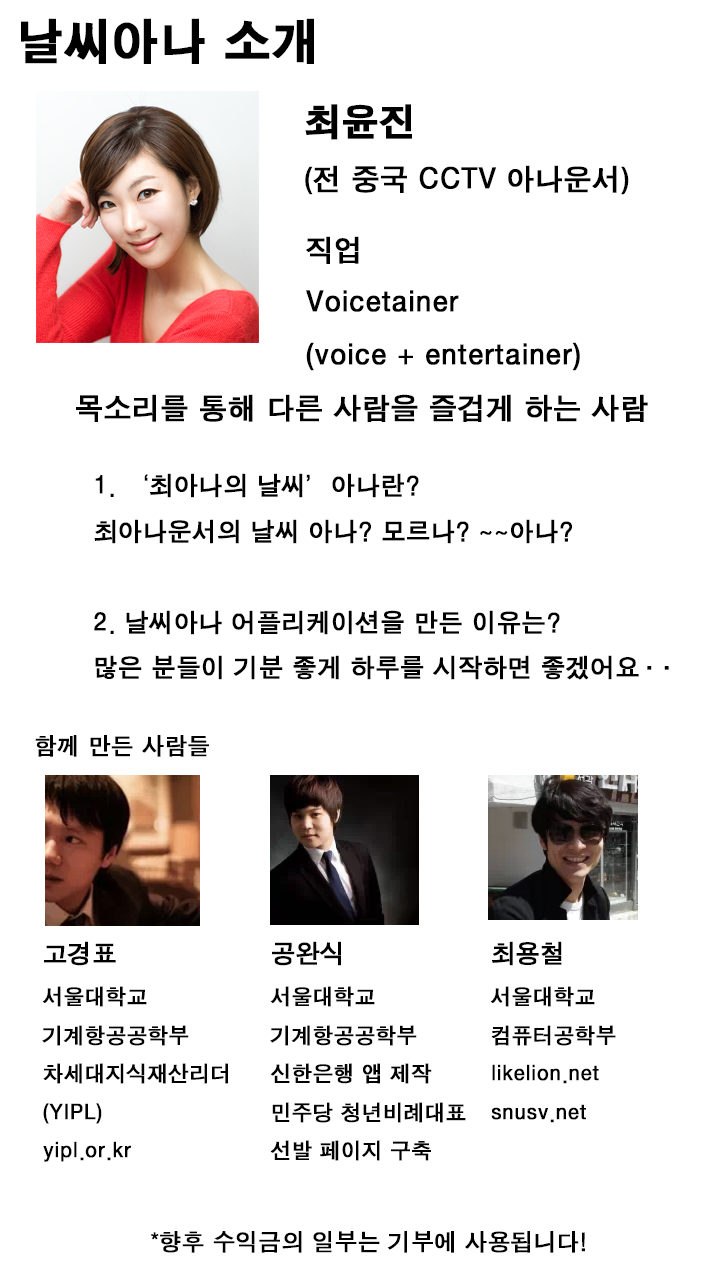 날씨아나 소개
최윤진
(전 중국 CCTV 아나운서)
직업
Voicetainer
(voice + entertainer)
목소리를 통해 다른 사람을 즐겁게 하는 사람
1. ‘최아나의 날씨’ 아나란?
최아나운서의 날씨 아나? 모르나? ~~아나?
2. 날씨아나 어플리케이션을 만든 이유는?
많은 분들이 기분 좋게 하루를 시작하면 좋겠어요··
함께 만든 사람들
고경표
서울대학교
기계항공공학부
차세대지식재산리더
(YIPL)
yipl.or.kr
공완식
서울대학교
기계항공공학부
신한은행 앱 제작
민주당 청년비례대표
선발 페이지 구축
최용철
서울대학교
컴퓨터공학부
likelion.net
snusv.net
*향후 수익금의 일부는 기부에 사용됩니다!